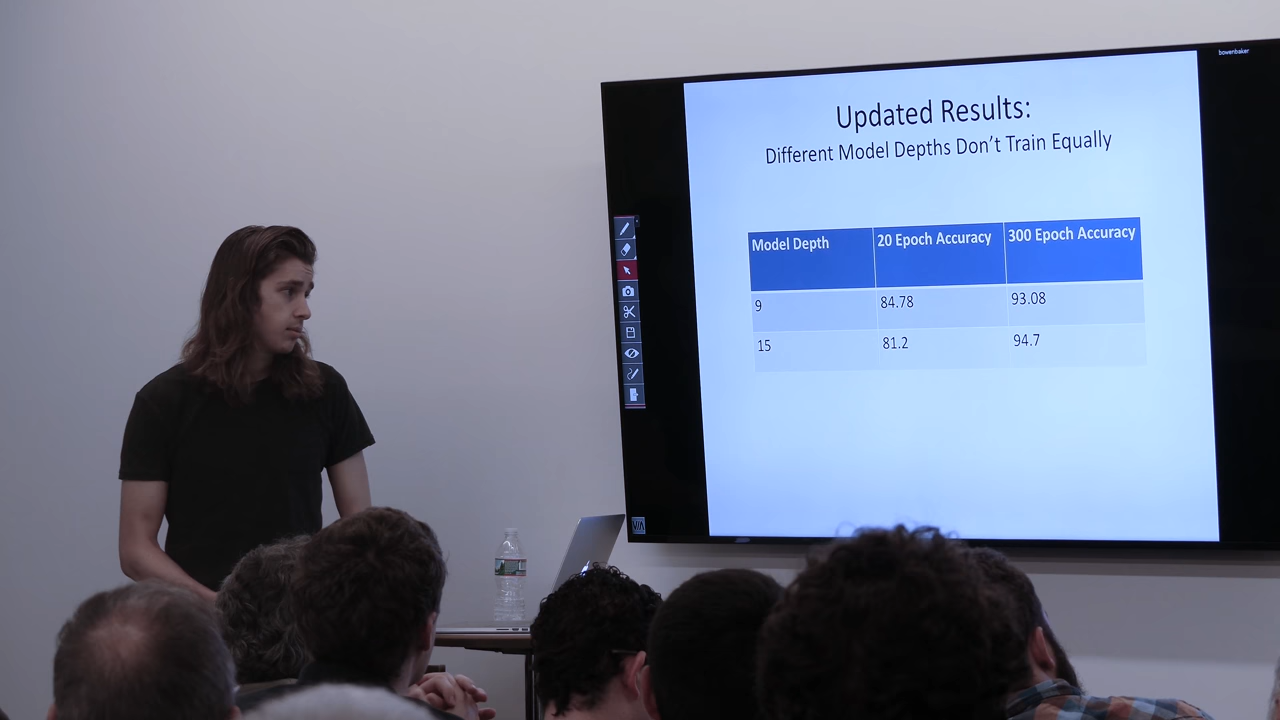 bowenbaker
Updated Results:
Different Model Depths Don't Train Equally
Model Depth 20 Epoch Accuracy 300 Epoch Accuracy
9 84.78 93.08
15 81.2 94.7
VIA